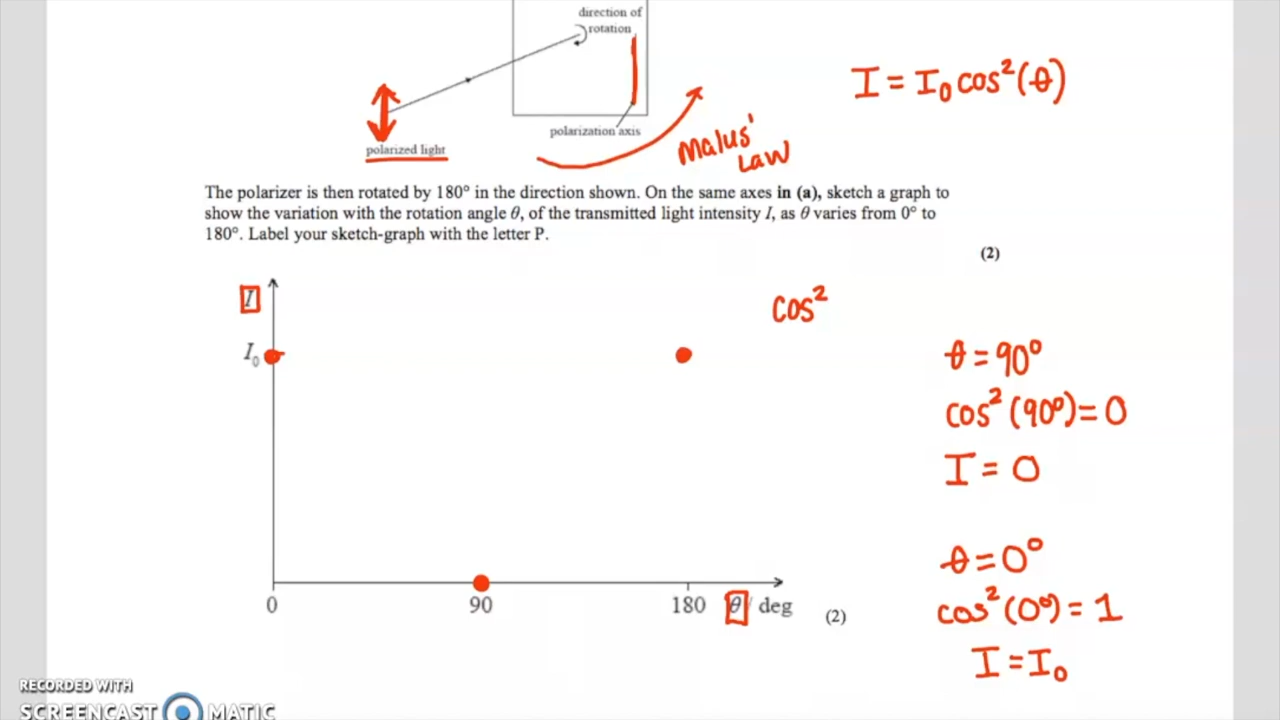 direction of
rotation
I = I₀ cos²(θ)
polarization axis
Malus'
Law
polarized light
The polarizer is then rotated by 180° in the direction shown. On the same axes in (a), sketch a graph to
show the variation with the rotation angle θ, of the transmitted light intensity I, as θ varies from 0° to
180°. Label your sketch-graph with the letter P.
(2)
I
cos²
I₀
θ = 90°
cos² (90°) = 0
I = 0
θ = 0°
0 90 180 θ / deg
(2)
cos² (0°) = 1
I = I₀
RECORDED WITH
SCREENCAST MATIC